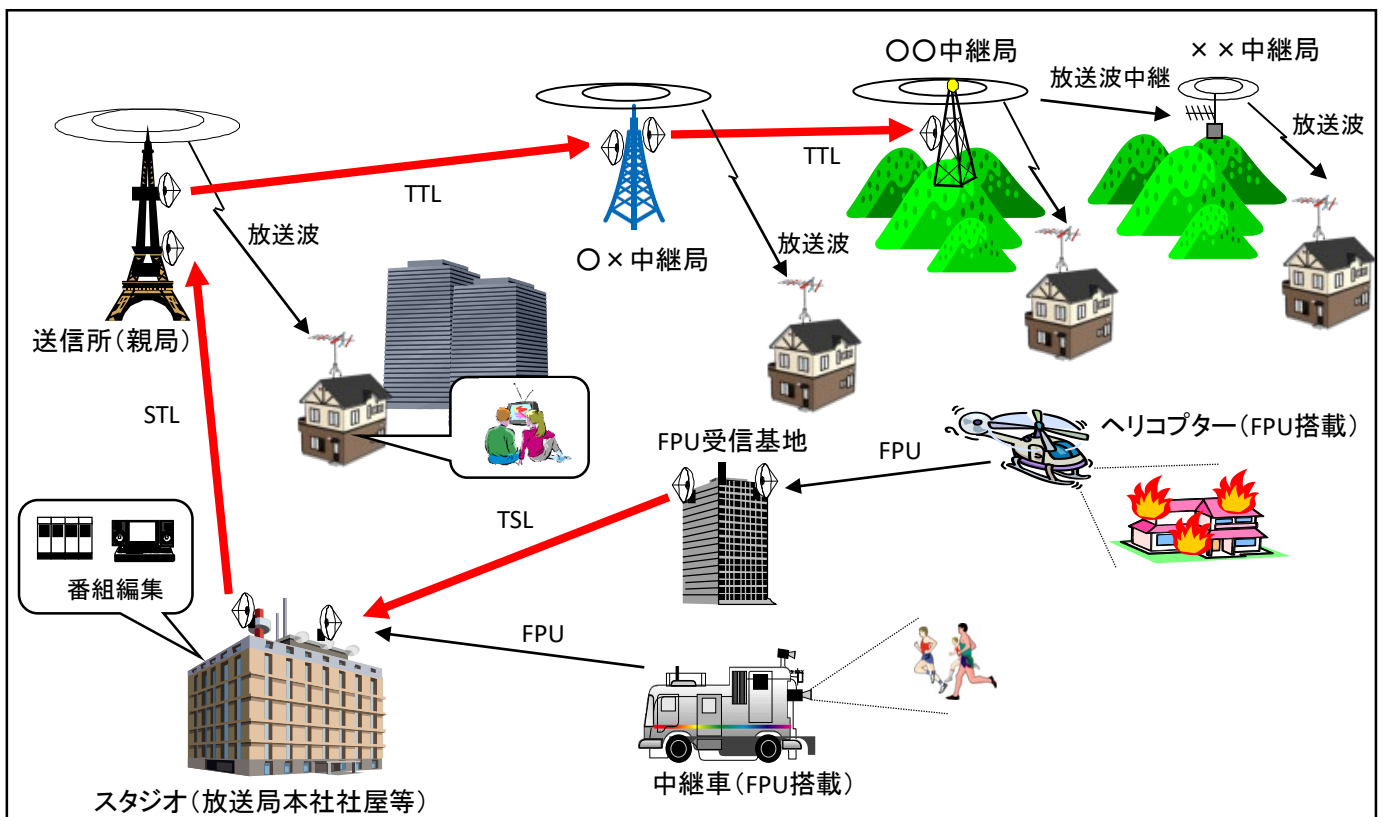 〇〇中継局
××中継局
放送波中継
放送波
TTL
TTL
放送波
放送波
〇×中継局
送信所(親局)
STL
FPU受信基地
FPU
ヘリコプター(FPU搭載)
TSL
番組編集
FPU
中継車(FPU搭載)
スタジオ(放送局本社社屋等)